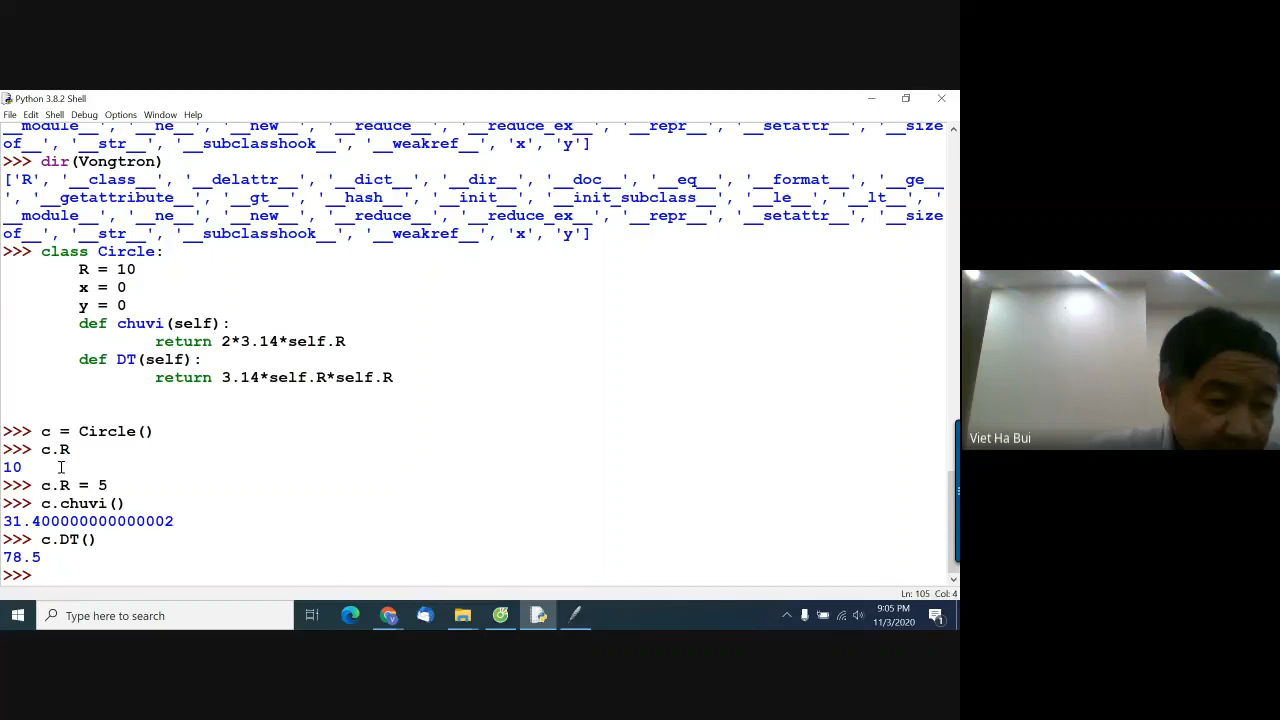 Python 3.8.2 Shell
File Edit Shell Debug Options Window Help
__module__', '__ne__', '__new__', '__reduce__', '__reduce_ex__', '__repr__', '__setattr__', '__size
of__', '__str__', '__subclasshook__', '__weakref__', 'x', 'y']
>>> dir(Vongtron)
['R', '__class__', '__delattr__', '__dict__', '__dir__', '__doc__', '__eq__', '__format__', '__ge__
', '__getattribute__', '__gt__', '__hash__', '__init__', '__init_subclass__', '__le__', '__lt__', '
__module__', '__ne__', '__new__', '__reduce__', '__reduce_ex__', '__repr__', '__setattr__', '__size
of__', '__str__', '__subclasshook__', '__weakref__', 'x', 'y']
>>> class Circle:
R = 10
x = 0
y = 0
def chuvi(self):
return 2*3.14*self.R
def DT(self):
return 3.14*self.R*self.R
>>> c = Circle()
>>> c.R
10
>>> c.R = 5
>>> c.chuvi()
31.400000000000002
>>> c.DT()
78.5
>>>
Ln: 105 Col: 4
Viet Ha Bui
Type here to search
9:05 PM
11/3/2020
1